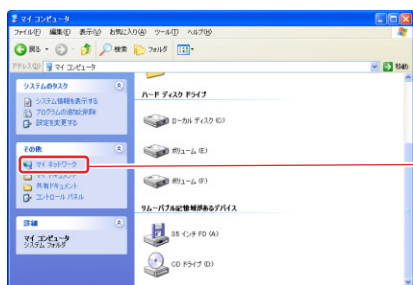 マイ コンピュータ
ファイル(F) 編集(E) 表示(V) お気に入り(A) ツール(T) ヘルプ(H)
戻る 検索 フォルダ
アドレス(D) マイ コンピュータ 移動
システムのタスク
システム情報を表示する
プログラムの追加と削除
設定を変更する
その他
マイ ネットワーク
マイ ドキュメント
共有ドキュメント
コントロール パネル
詳細
マイ コンピュータ
システム フォルダ
ハード ディスク ドライブ
ローカル ディスク (C)
ボリューム (E)
ボリューム (F)
リムーバブル記憶域があるデバイス
35 インチ FD (A)
CD ドライブ (D)